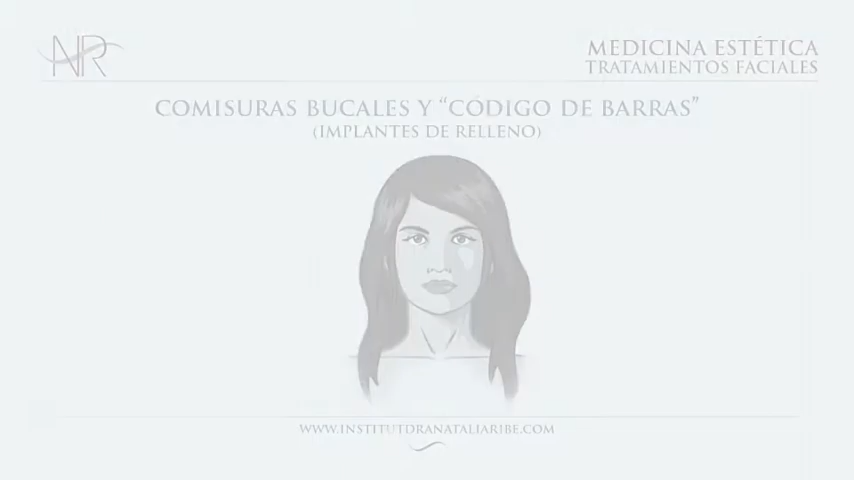 NR
MEDICINA ESTÉTICA
TRATAMIENTOS FACIALES
COMISURAS BUCALES Y “CÓDIGO DE BARRAS”
(IMPLANTES DE RELLENO)
WWW.INSTITUTDRANATALIARIBE.COM